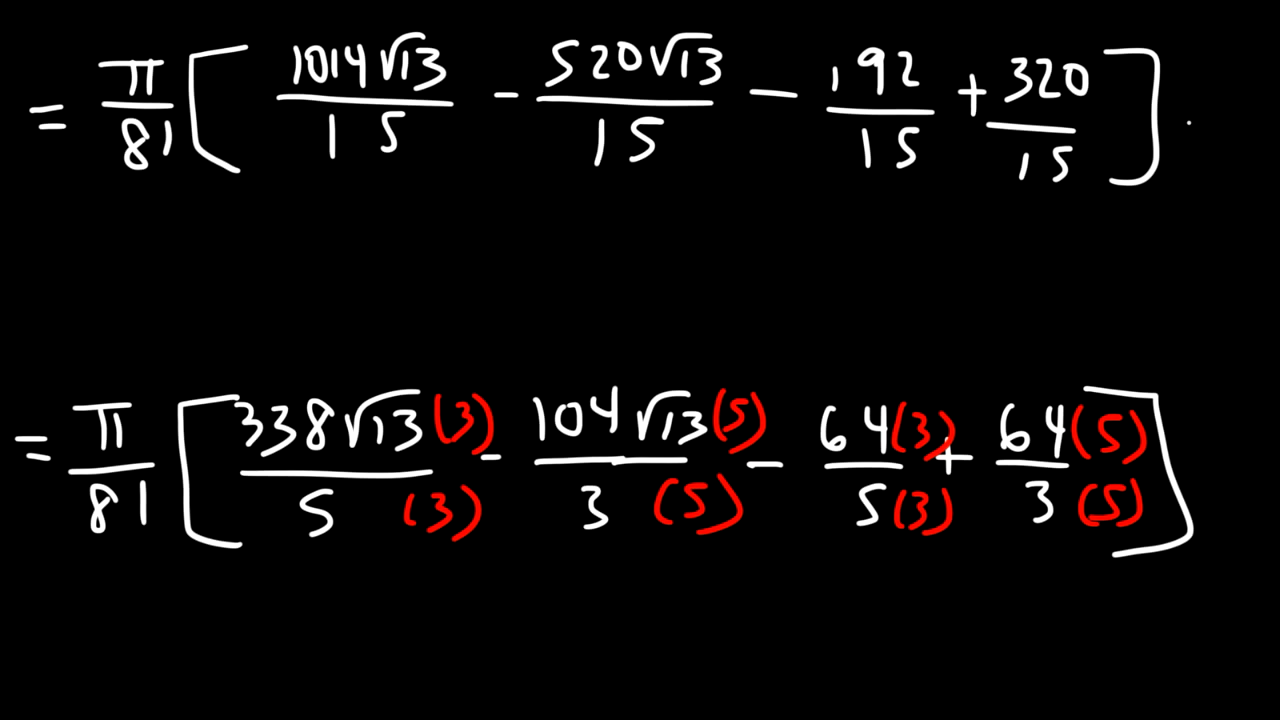 = π/81 [ 1014√13/15 - 520√13/15 - 192/15 + 320/15 ]
= π/81 [ 338√13(3)/5(3) - 104√13(5)/3(5) - 64(3)/5(3) + 64(5)/3(5) ]